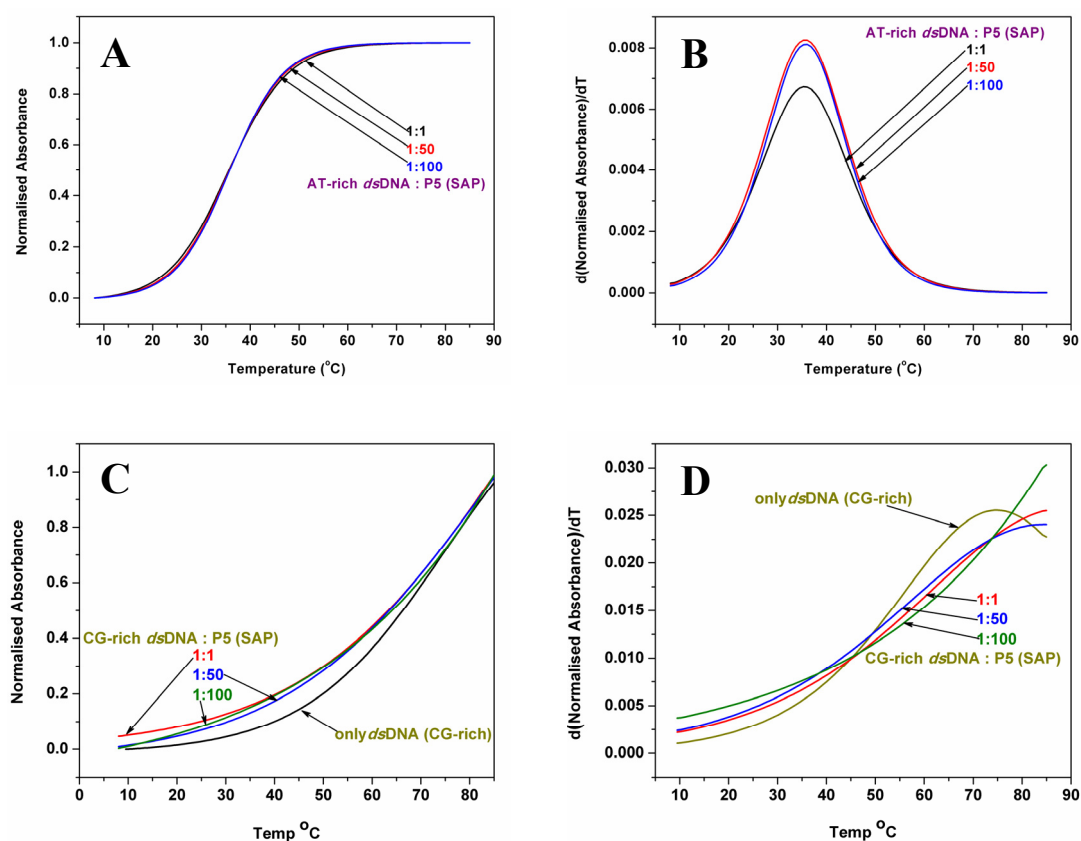 A
AT-rich dsDNA : P5 (SAP)
1:1
1:50
1:100
1:1
1:50
1:100
AT-rich dsDNA : P5 (SAP)
Normalised Absorbance
1.0
0.8
0.6
0.4
0.2
0.0
10 20 30 40 50 60 70 80 90
Temperature (°C)
B
d(Normalised Absorbance)/dT
0.008
0.006
0.004
0.002
0.000
10 20 30 40 50 60 70 80 90
Temperature (°C)
C
CG-rich dsDNA : P5 (SAP)
1:1
1:50
1:100
only dsDNA (CG-rich)
Normalised Absorbance
1.0
0.8
0.6
0.4
0.2
0.0
0 10 20 30 40 50 60 70 80
Temp °C
D
only dsDNA (CG-rich)
1:1
1:50
1:100
CG-rich dsDNA : P5 (SAP)
d(Normalised Absorbance)/dT
0.030
0.025
0.020
0.015
0.010
0.005
0.000
10 20 30 40 50 60 70 80 90
Temp °C